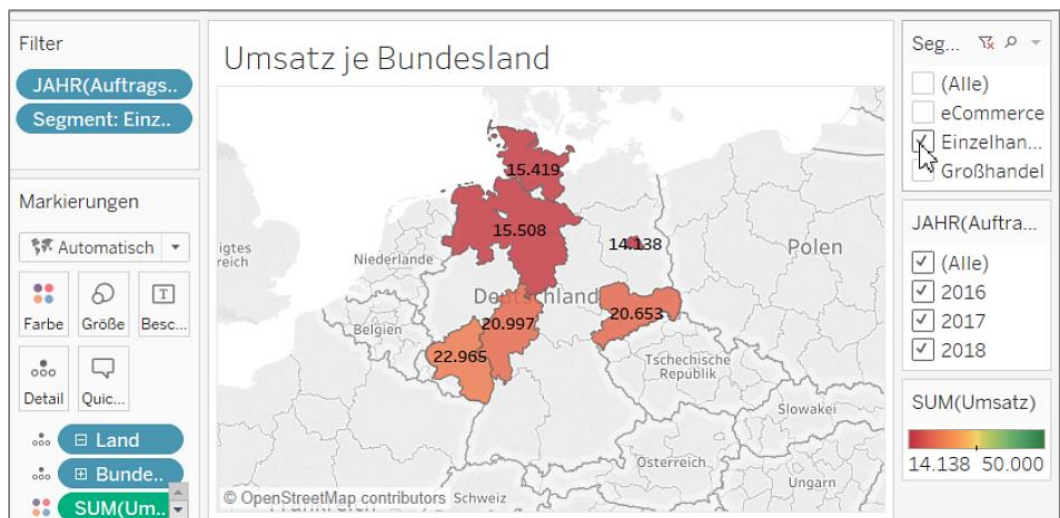 Filter
JAHR(Auftrags..
Segment: Einz..
Markierungen
Automatisch
Farbe
Größe
Besc...
Detail
Quic...
Land
Bunde..
SUM(Um..
Umsatz je Bundesland
15.419
15.508
14.138
igtes
reich
Niederlande
Polen
Deutschland
20.997
20.653
Belgien
22.965
Tschechische
Republik
Slowakei
Österreich
Ungarn
© OpenStreetMap contributors
Schweiz
Frankreich
Seg...
(Alle)
eCommerce
Einzelhan...
Großhandel
JAHR(Auftra...
(Alle)
2016
2017
2018
SUM(Umsatz)
14.138 50.000